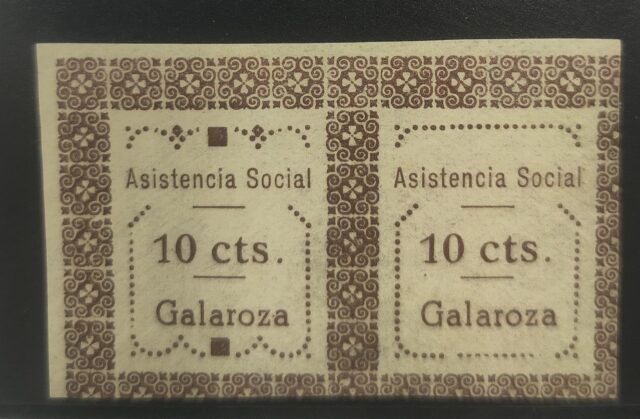 Asistencia Social
10 cts.
Galaroza
Asistencia Social
10 cts.
Galaroza